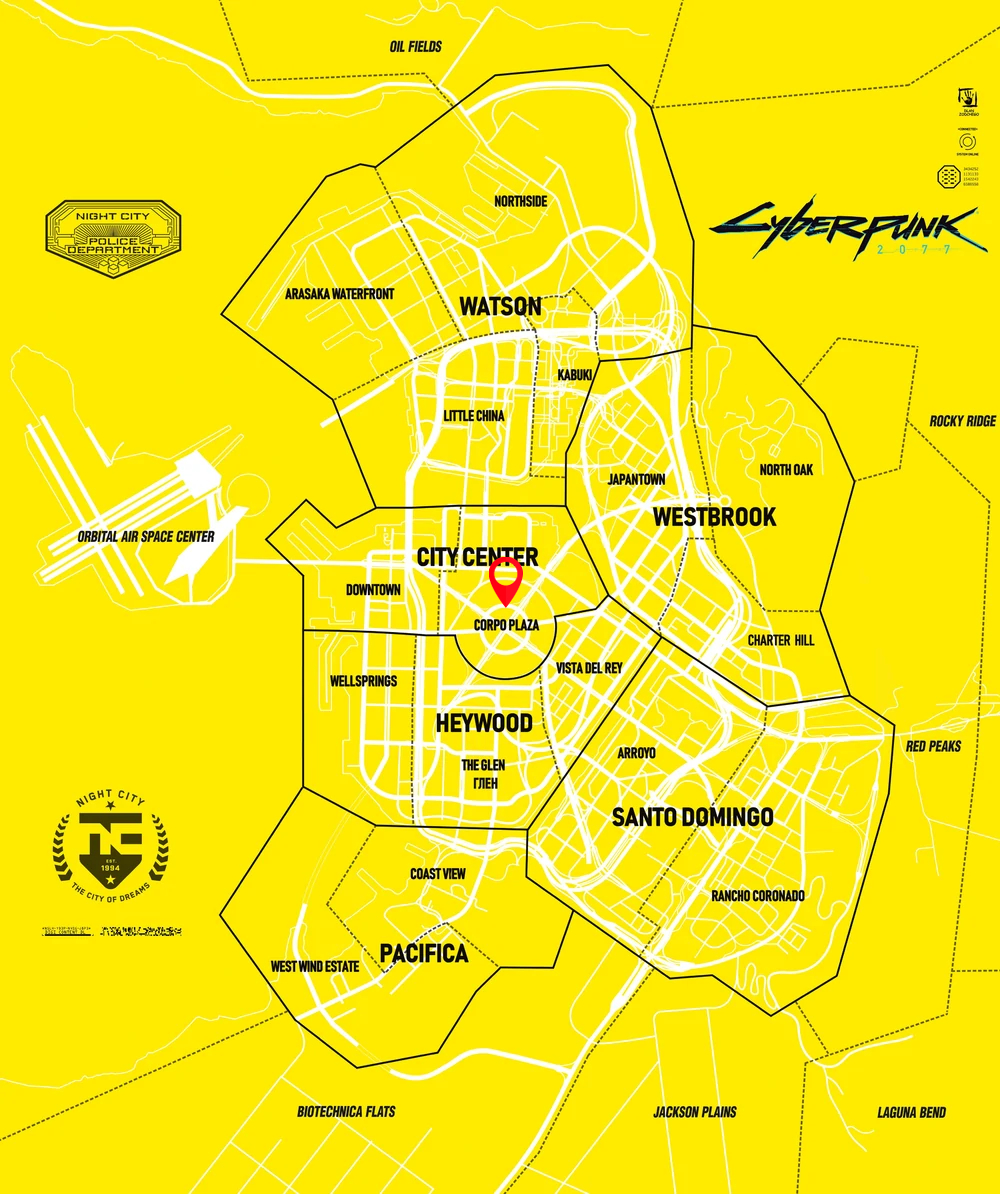 OIL FIELDS
NORTHSIDE
NIGHT CITY
POLICE
DEPARTMENT
CYBERPUNK
2077
ARASAKA WATERFRONT
WATSON
KABUKI
LITTLE CHINA
ROCKY RIDGE
JAPANTOWN
NORTH OAK
WESTBROOK
ORBITAL AIR SPACE CENTER
CITY CENTER
DOWNTOWN
CORPO PLAZA
CHARTER HILL
VISTA DEL REY
WELLSPRINGS
HEYWOOD
RED PEAKS
ARROYO
THE GLEN
ГЛЕН
SANTO DOMINGO
NIGHT CITY
NC
EST.
1994
THE CITY OF DREAMS
COAST VIEW
RANCHO CORONADO
PACIFICA
WEST WIND ESTATE
BIOTECHNICA FLATS
JACKSON PLAINS
LAGUNA BEND